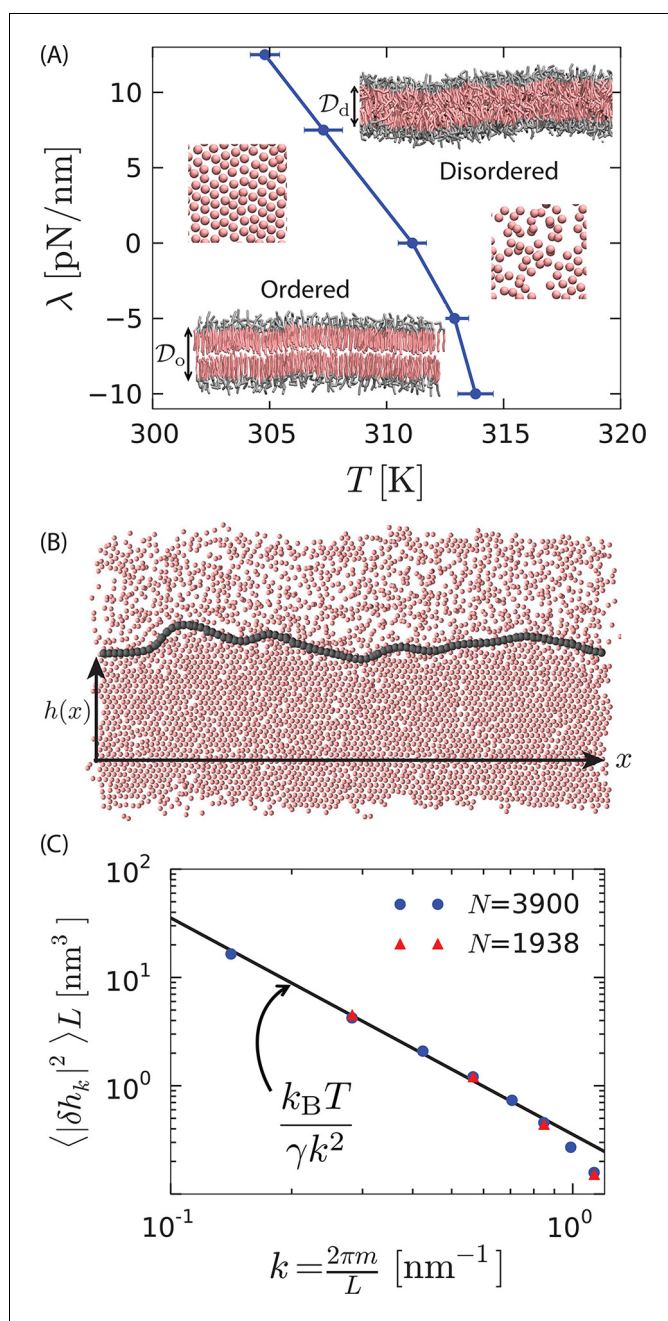 (A)
10
5
0
−5
−10
λ [pN/nm]
𝒟d
Disordered
Ordered
𝒟o
300 305 310 315 320
T [K]
(B)
h(x)
x
(C)
10²
10¹
10⁰
⟨|δhₖ|²⟩L [nm³]
N=3900
N=1938
k_BT
γk²
10⁻¹ 10⁰
k = 2πm/L [nm⁻¹]